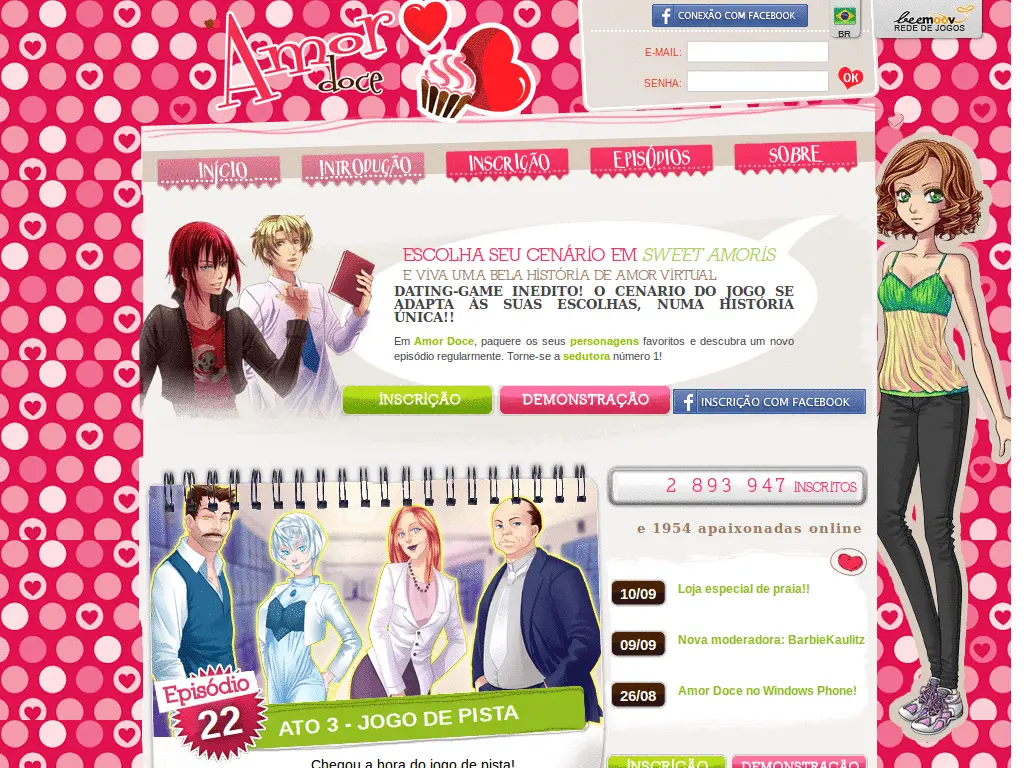 Amor
doce
CONEXÃO COM FACEBOOK
E-MAIL:
SENHA:
OK
BR
beemoov
REDE DE JOGOS
INÍCIO
INTRODUÇÃO
INSCRIÇÃO
EPISÓDIOS
SOBRE
ESCOLHA SEU CENÁRIO EM SWEET AMORIS
E VIVA UMA BELA HISTÓRIA DE AMOR VIRTUAL
DATING-GAME INEDITO! O CENARIO DO JOGO SE
ADAPTA ÀS SUAS ESCOLHAS, NUMA HISTÓRIA
ÚNICA!!
Em Amor Doce, paquere os seus personagens favoritos e descubra um novo
episódio regularmente. Torne-se a sedutora número 1!
INSCRIÇÃO
DEMONSTRAÇÃO
INSCRIÇÃO COM FACEBOOK
2 893 947 INSCRITOS
e 1954 apaixonadas online
10/09 Loja especial de praia!!
09/09 Nova moderadora: BarbieKaulitz
26/08 Amor Doce no Windows Phone!
Episódio
22
ATO 3 - JOGO DE PISTA
Chegou a hora do jogo de pista!
INSCRIÇÃO
DEMONSTRAÇÃO